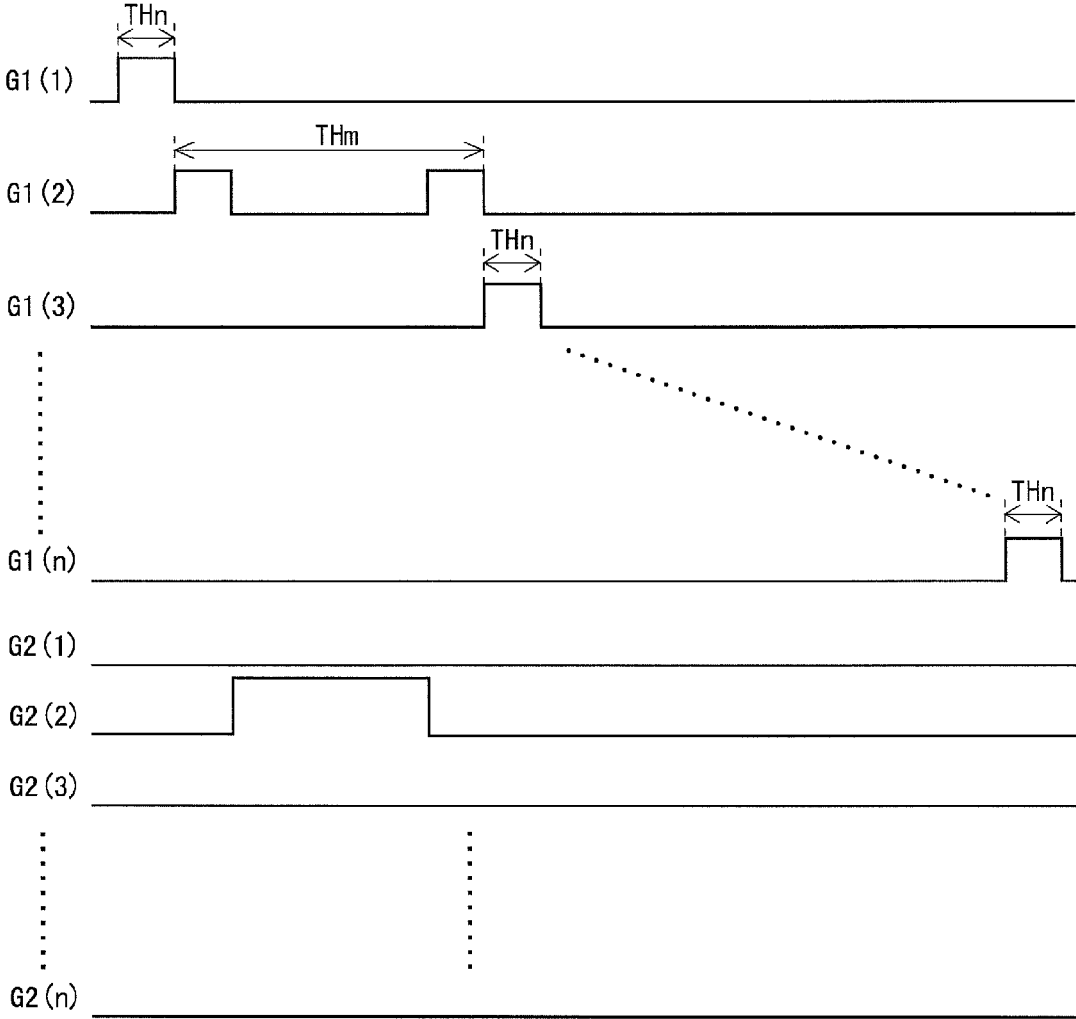 THn
G1(1)
THm
G1(2)
THn
G1(3)
THn
G1(n)
G2(1)
G2(2)
G2(3)
G2(n)